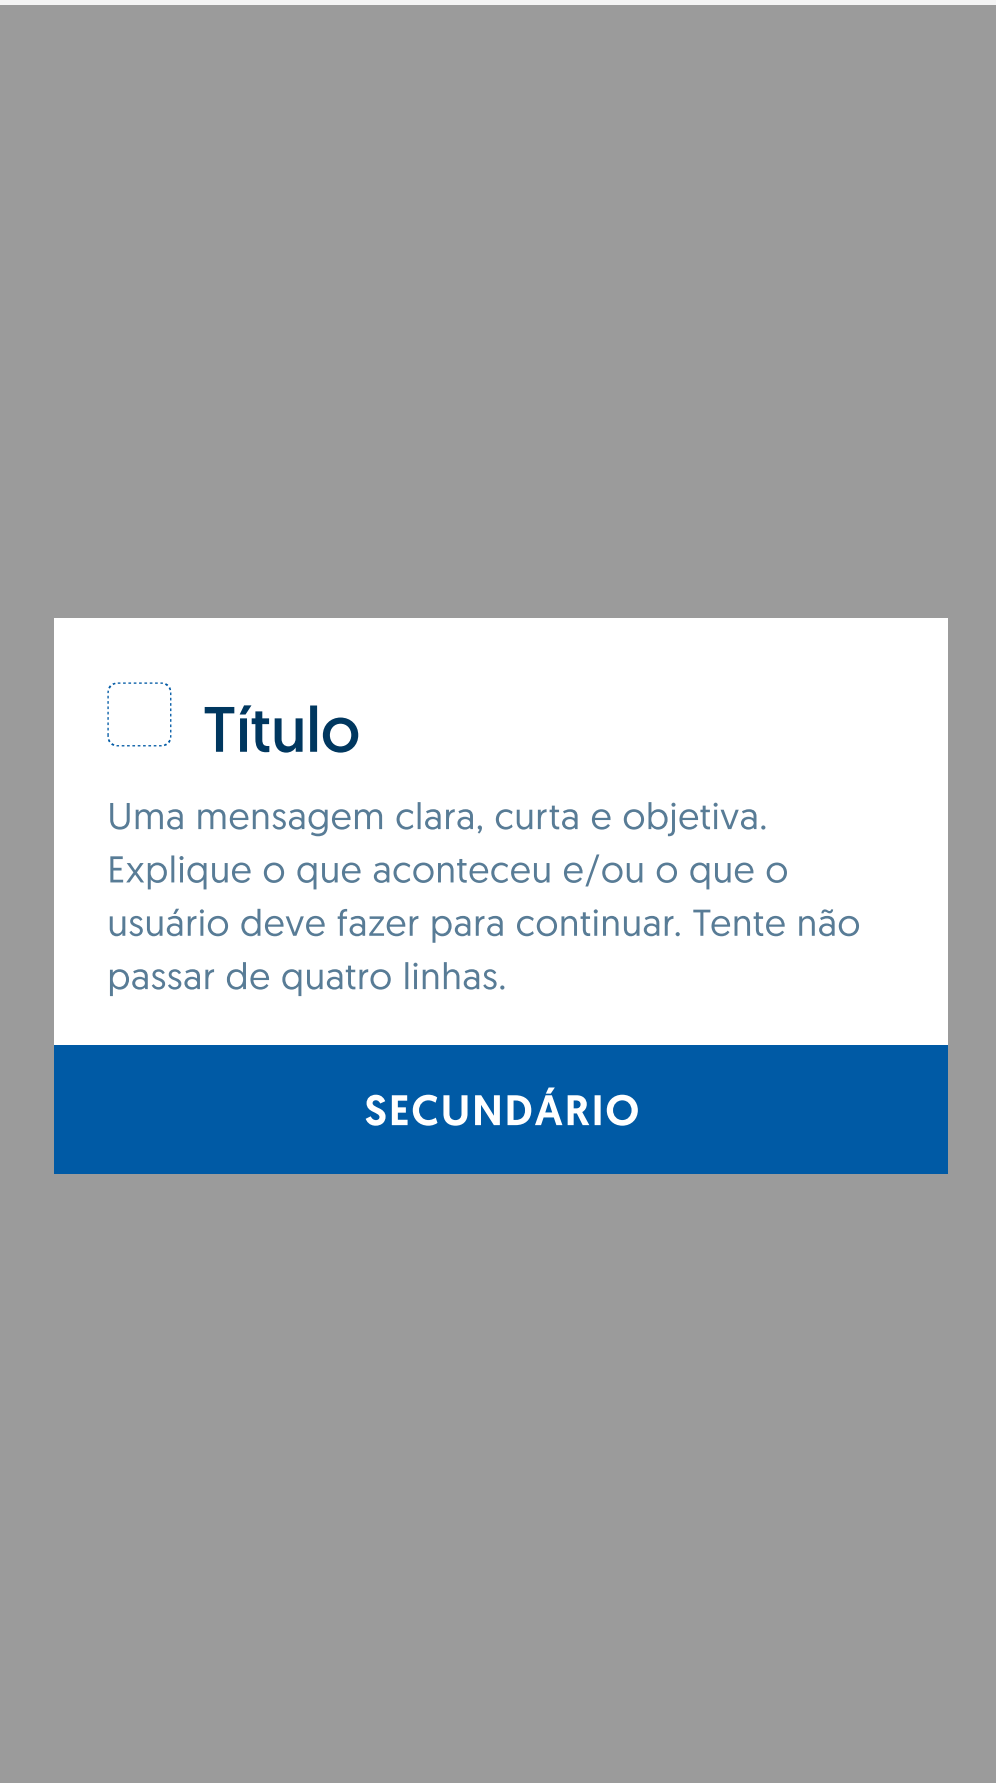 Título
Uma mensagem clara, curta e objetiva.
Explique o que aconteceu e/ou o que o
usuário deve fazer para continuar. Tente não
passar de quatro linhas.
SECUNDÁRIO